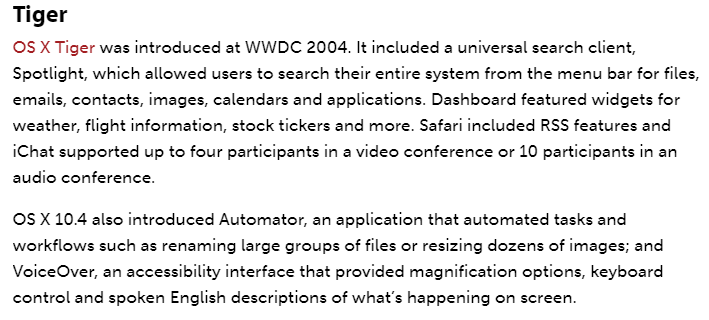 Tiger
OS X Tiger was introduced at WWDC 2004. It included a universal search client,
Spotlight, which allowed users to search their entire system from the menu bar for files,
emails, contacts, images, calendars and applications. Dashboard featured widgets for
weather, flight information, stock tickers and more. Safari included RSS features and
iChat supported up to four participants in a video conference or 10 participants in an
audio conference.
OS X 10.4 also introduced Automator, an application that automated tasks and
workflows such as renaming large groups of files or resizing dozens of images; and
VoiceOver, an accessibility interface that provided magnification options, keyboard
control and spoken English descriptions of what's happening on screen.